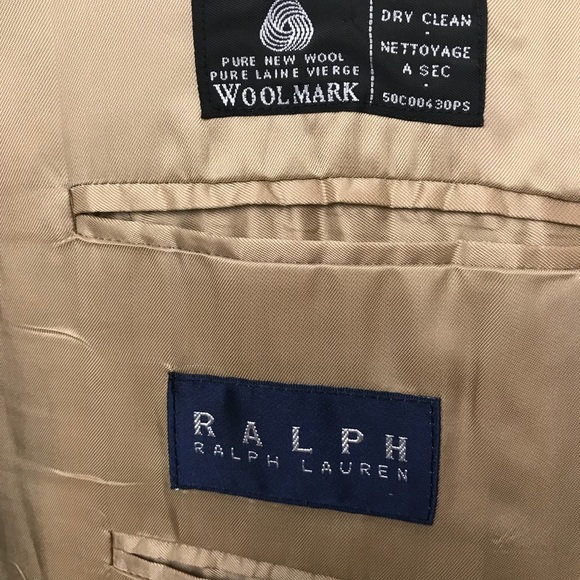 PURE NEW WOOL
PURE LAINE VIERGE
WOOLMARK
DRY CLEAN
-
NETTOYAGE
A SEC
-
50C00430PS
RALPH
RALPH LAUREN